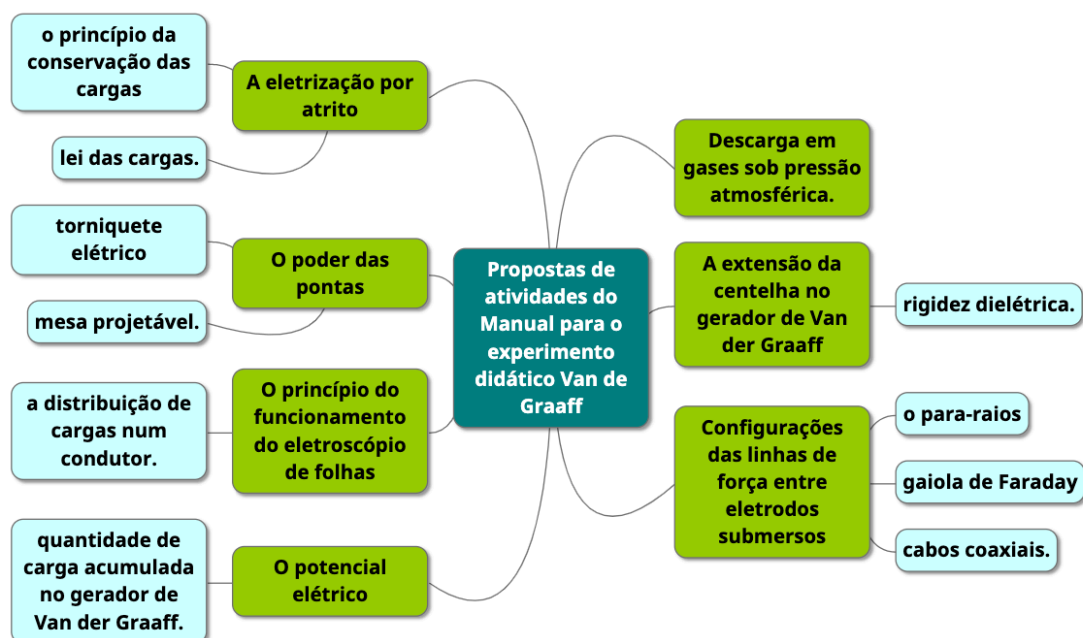 o princípio da
conservação das
cargas
lei das cargas.
A eletrização por
atrito
torniquete
elétrico
mesa projetável.
O poder das
pontas
a distribuição de
cargas num
condutor.
O princípio do
funcionamento
do eletroscópio
de folhas
quantidade de
carga acumulada
no gerador de
Van der Graaff.
O potencial
elétrico
Propostas de
atividades do
Manual para o
experimento
didático Van de
Graaff
Descarga em
gases sob pressão
atmosférica.
A extensão da
centelha no
gerador de Van
der Graaff
rigidez dielétrica.
Configurações
das linhas de
força entre
eletrodos
submersos
o para-raios
gaiola de Faraday
cabos coaxiais.